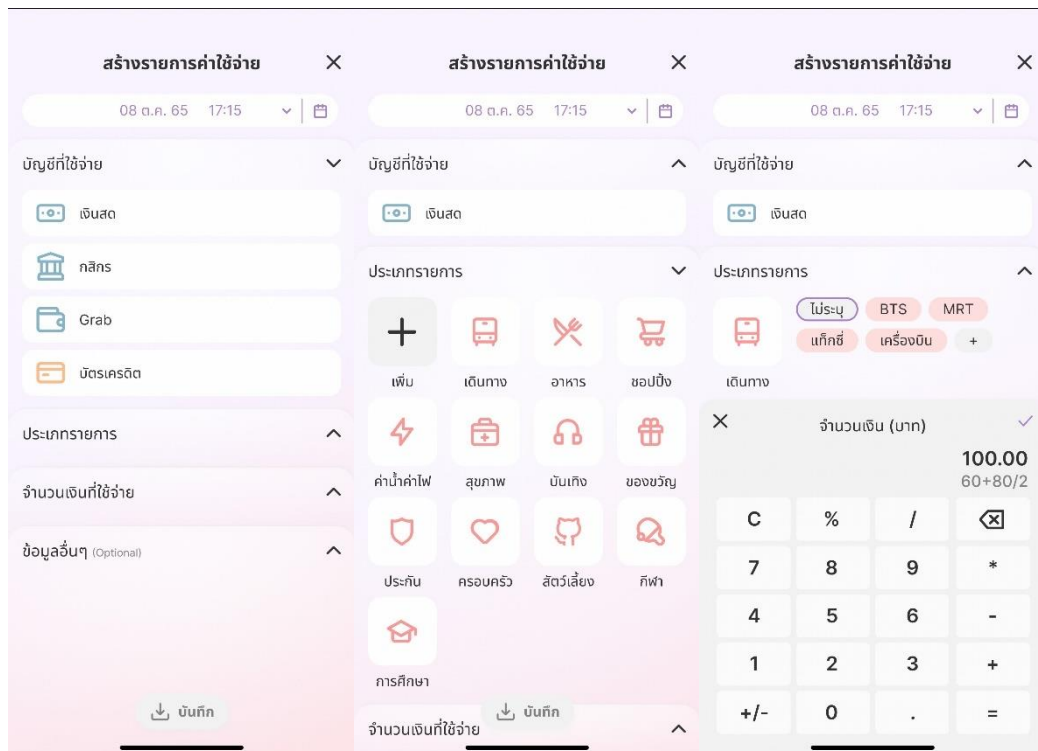 สร้างรายการค่าใช้จ่าย
08 ต.ค. 65 17:15
บัญชีที่ใช้จ่าย
เงินสด
กสิกร
Grab
บัตรเครดิต
ประเภทรายการ
จำนวนเงินที่ใช้จ่าย
ข้อมูลอื่นๆ (Optional)
บันทึก
สร้างรายการค่าใช้จ่าย
08 ต.ค. 65 17:15
บัญชีที่ใช้จ่าย
เงินสด
ประเภทรายการ
เพิ่ม เดินทาง อาหาร ชอปปิ้ง
ค่าน้ำค่าไฟ สุขภาพ บันเทิง ของขวัญ
ประกัน ครอบครัว สัตว์เลี้ยง กีฬา
การศึกษา
บันทึก
จำนวนเงินที่ใช้จ่าย
สร้างรายการค่าใช้จ่าย
08 ต.ค. 65 17:15
บัญชีที่ใช้จ่าย
เงินสด
ประเภทรายการ
ไม่ระบุ BTS MRT
แท็กซี่ เครื่องบิน +
เดินทาง
จำนวนเงิน (บาท)
100.00
60+80/2
C % /
7 8 9 *
4 5 6 -
1 2 3 +
+/- 0 . =